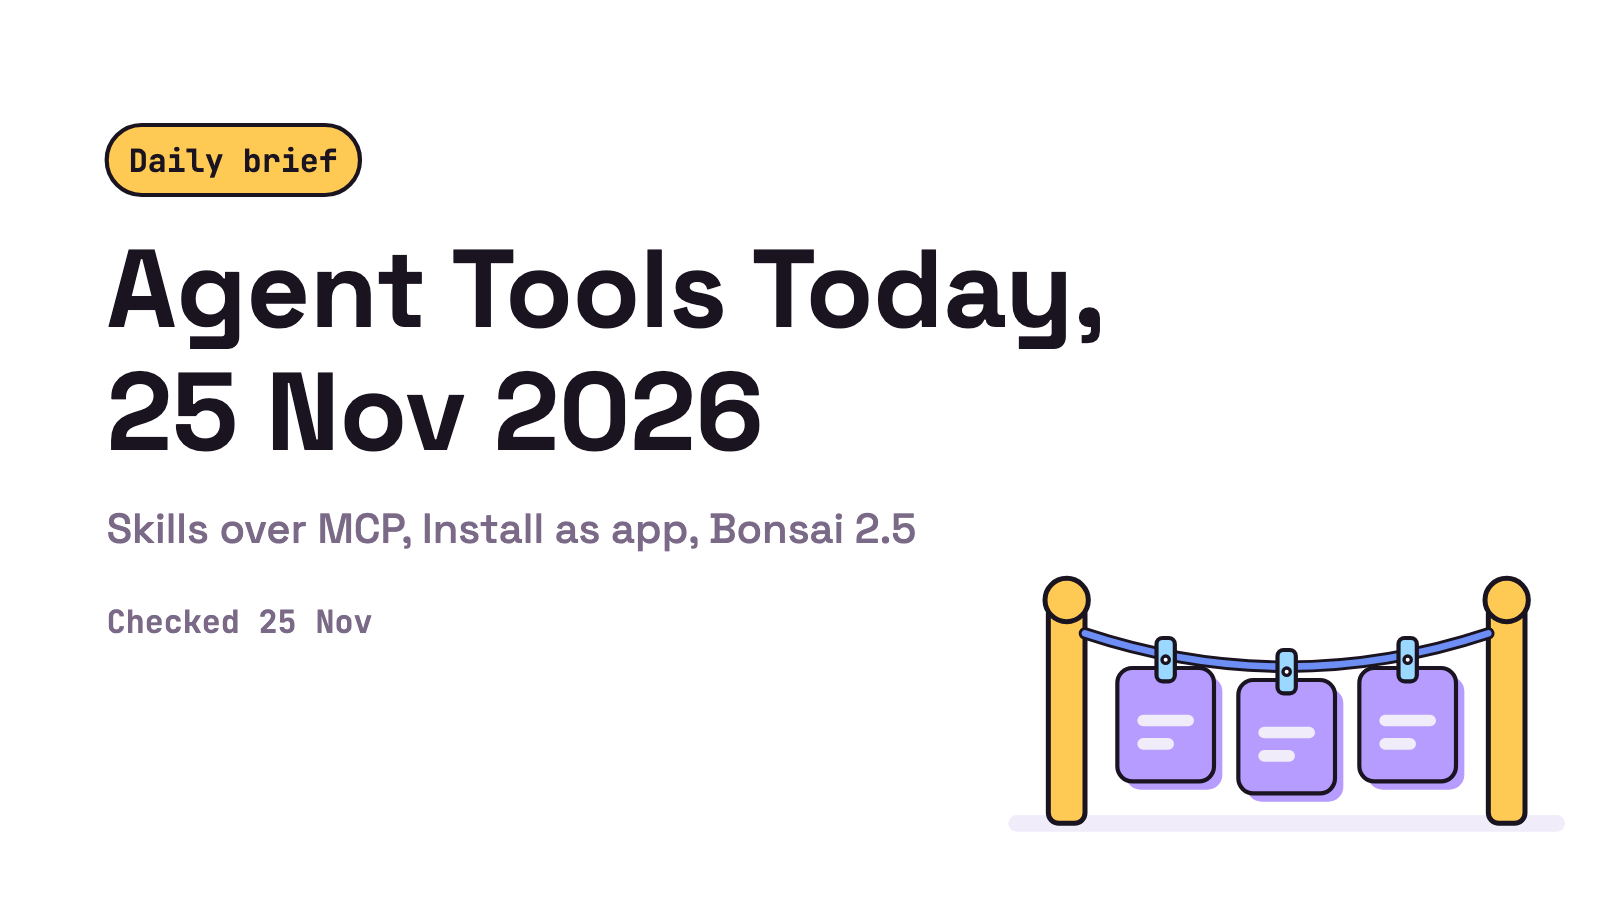 Daily brief
Agent Tools Today,
25 Nov 2026
Skills over MCP, Install as app, Bonsai 2.5
Checked 25 Nov